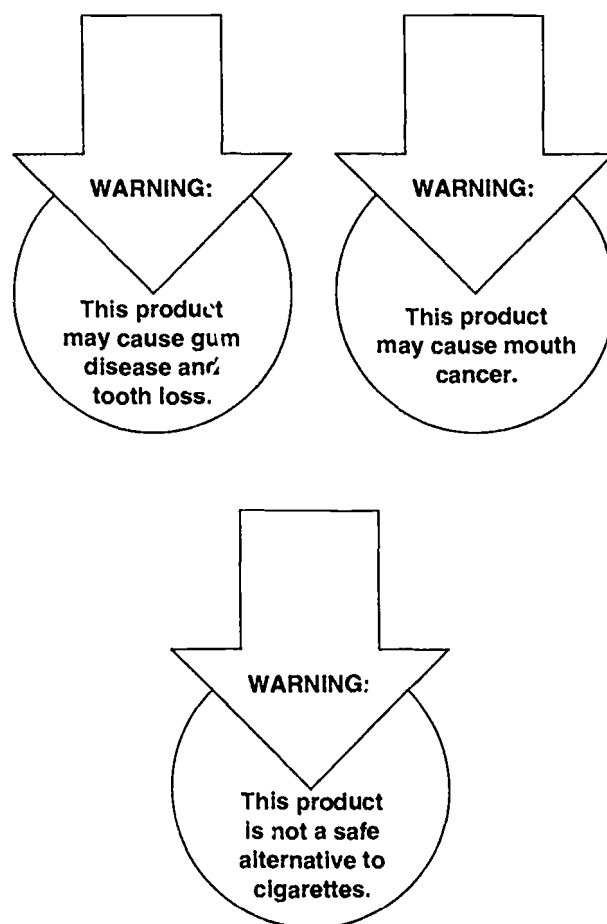 WARNING:
This product
may cause gum
disease and
tooth loss.
WARNING:
This product
may cause mouth
cancer.
WARNING:
This product
is not a safe
alternative to
cigarettes.